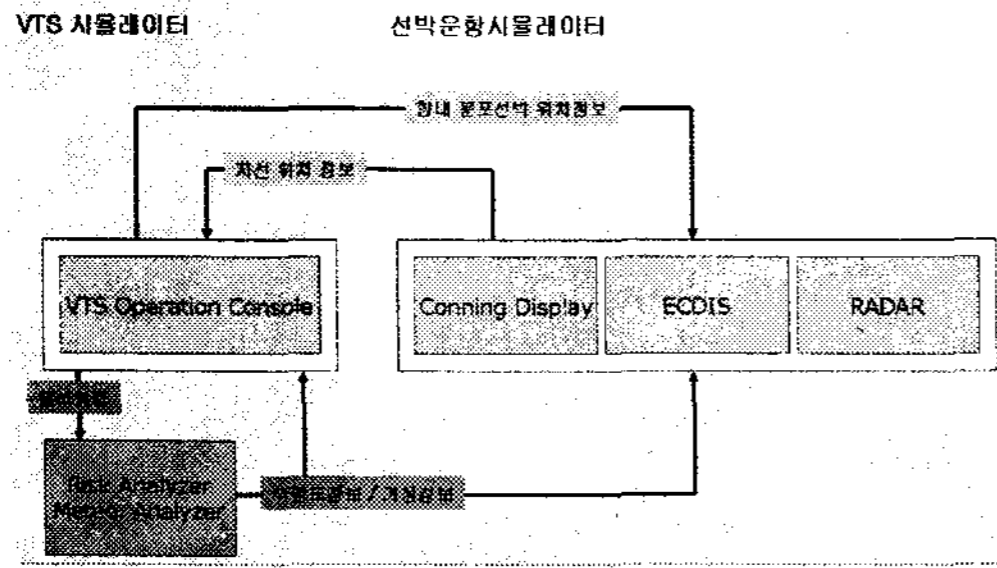 VTS 시뮬레이터
선박운항시뮬레이터
항내 분포선박 위치정보
자선 위치 정보
VTS Operation Console
Conning Display
ECDIS
RADAR
Risk Analyzer
Analyzer